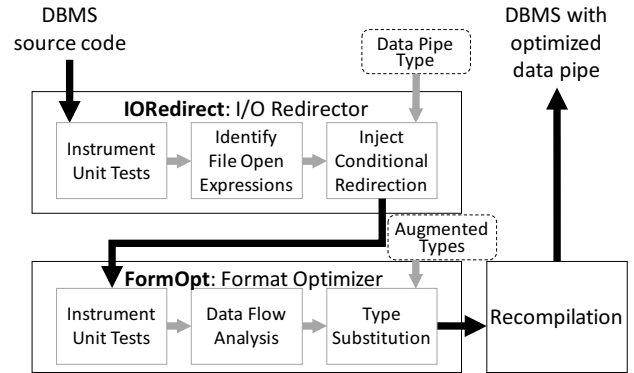 DBMS
source code
Data Pipe
Type
DBMS with
optimized
data pipe
IORedirect: I/O Redirector
Instrument
Unit Tests
Identify
File Open
Expressions
Inject
Conditional
Redirection
Augmented
Types
FormOpt: Format Optimizer
Instrument
Unit Tests
Data Flow
Analysis
Type
Substitution
Recompilation